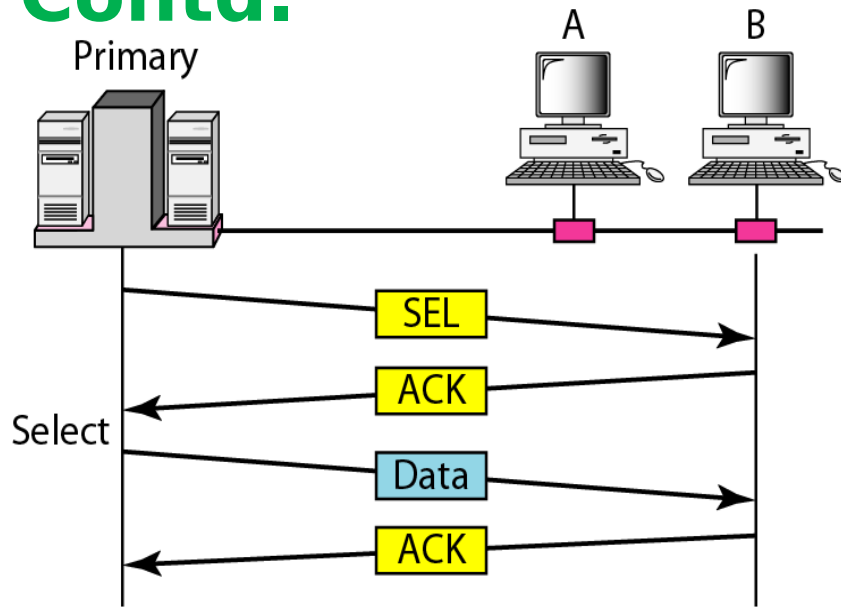 Contd.
Primary
A
B
SEL
ACK
Select
Data
ACK